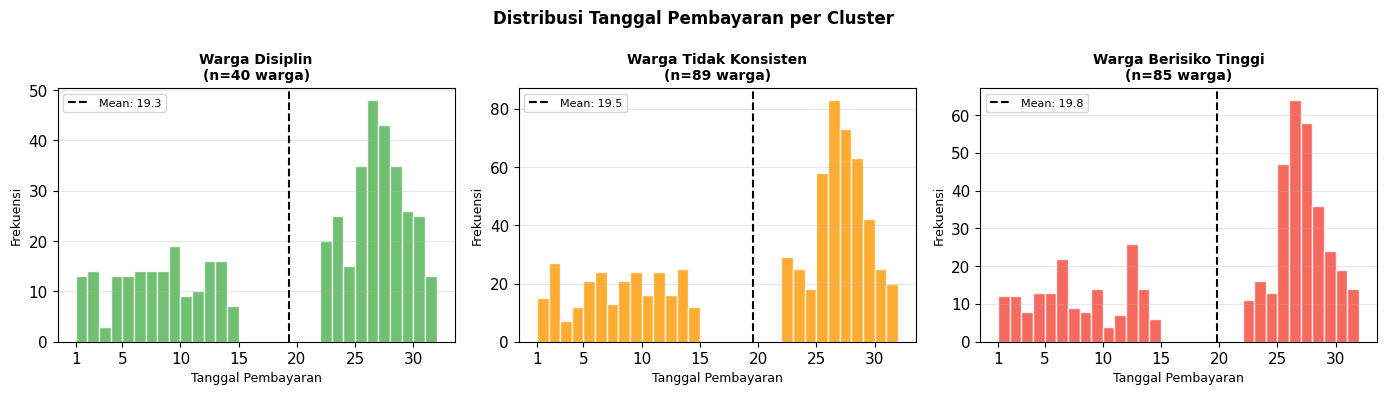 Distribusi Tanggal Pembayaran per Cluster
Warga Disiplin
(n=40 warga)
Mean: 19.3
50
40
30
20
10
0
Frekuensi
1 5 10 15 20 25 30
Tanggal Pembayaran
Warga Tidak Konsisten
(n=89 warga)
Mean: 19.5
80
60
40
20
0
Frekuensi
1 5 10 15 20 25 30
Tanggal Pembayaran
Warga Berisiko Tinggi
(n=85 warga)
Mean: 19.8
60
50
40
30
20
10
0
Frekuensi
1 5 10 15 20 25 30
Tanggal Pembayaran